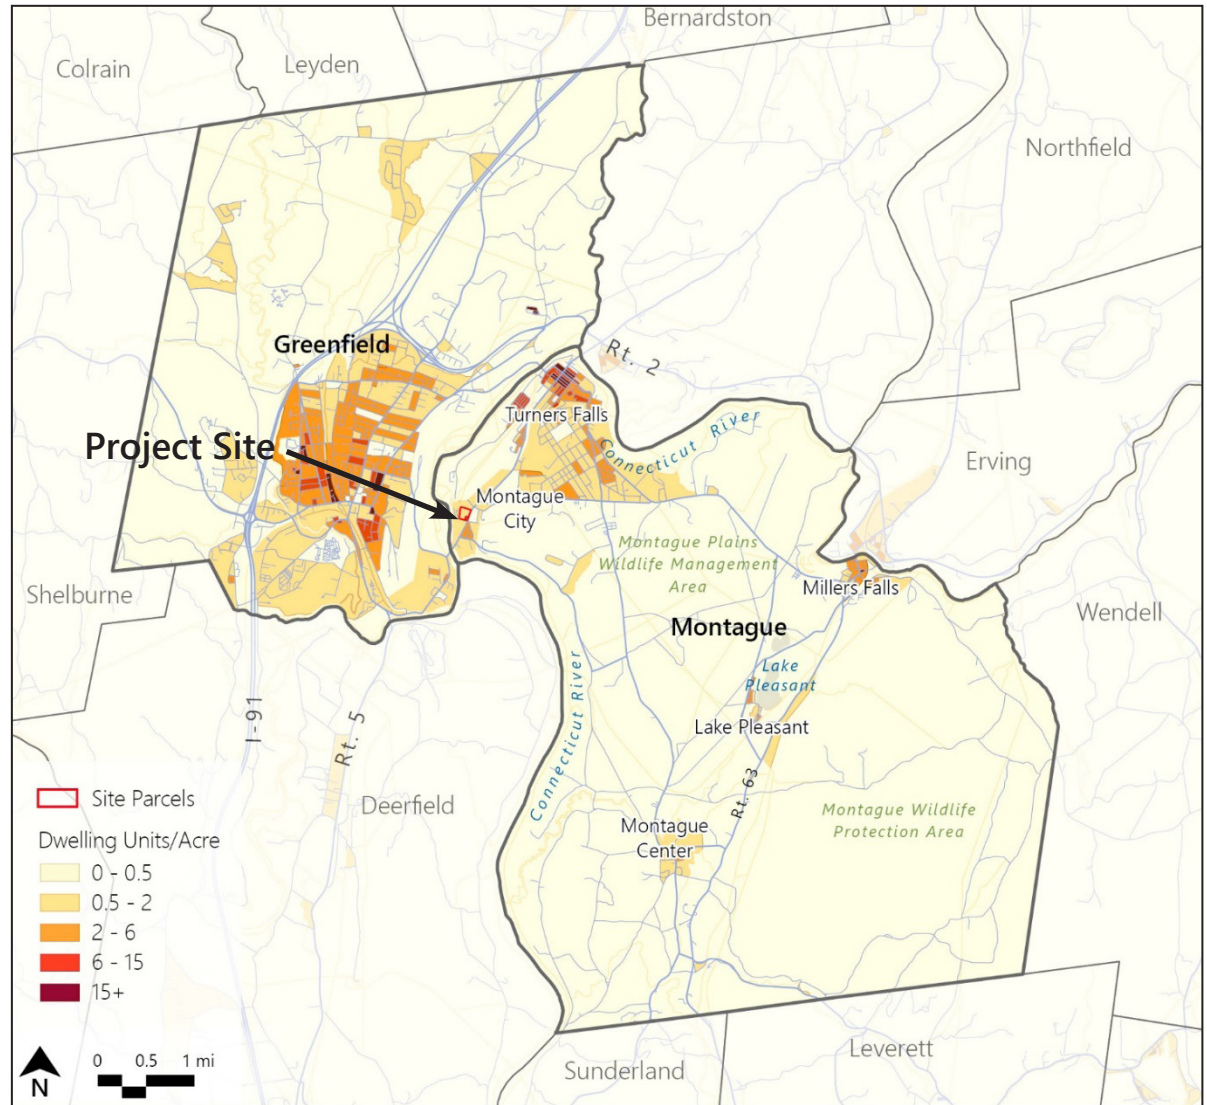 Bernardston
Colrain
Leyden
Northfield
Greenfield
Rt. 2
Turners Falls
Connecticut River
Project Site
Erving
Montague
City
Montague Plains
Wildlife Management
Area
Millers Falls
Shelburne
Wendell
Montague
Lake
Pleasant
Connecticut River
I-91
Rt. 5
Lake Pleasant
Rt. 63
Site Parcels
Deerfield
Montague
Center
Montague Wildlife
Protection Area
Dwelling Units/Acre
0 - 0.5
0.5 - 2
2 - 6
6 - 15
15+
N
0 0.5 1 mi
Leverett
Sunderland